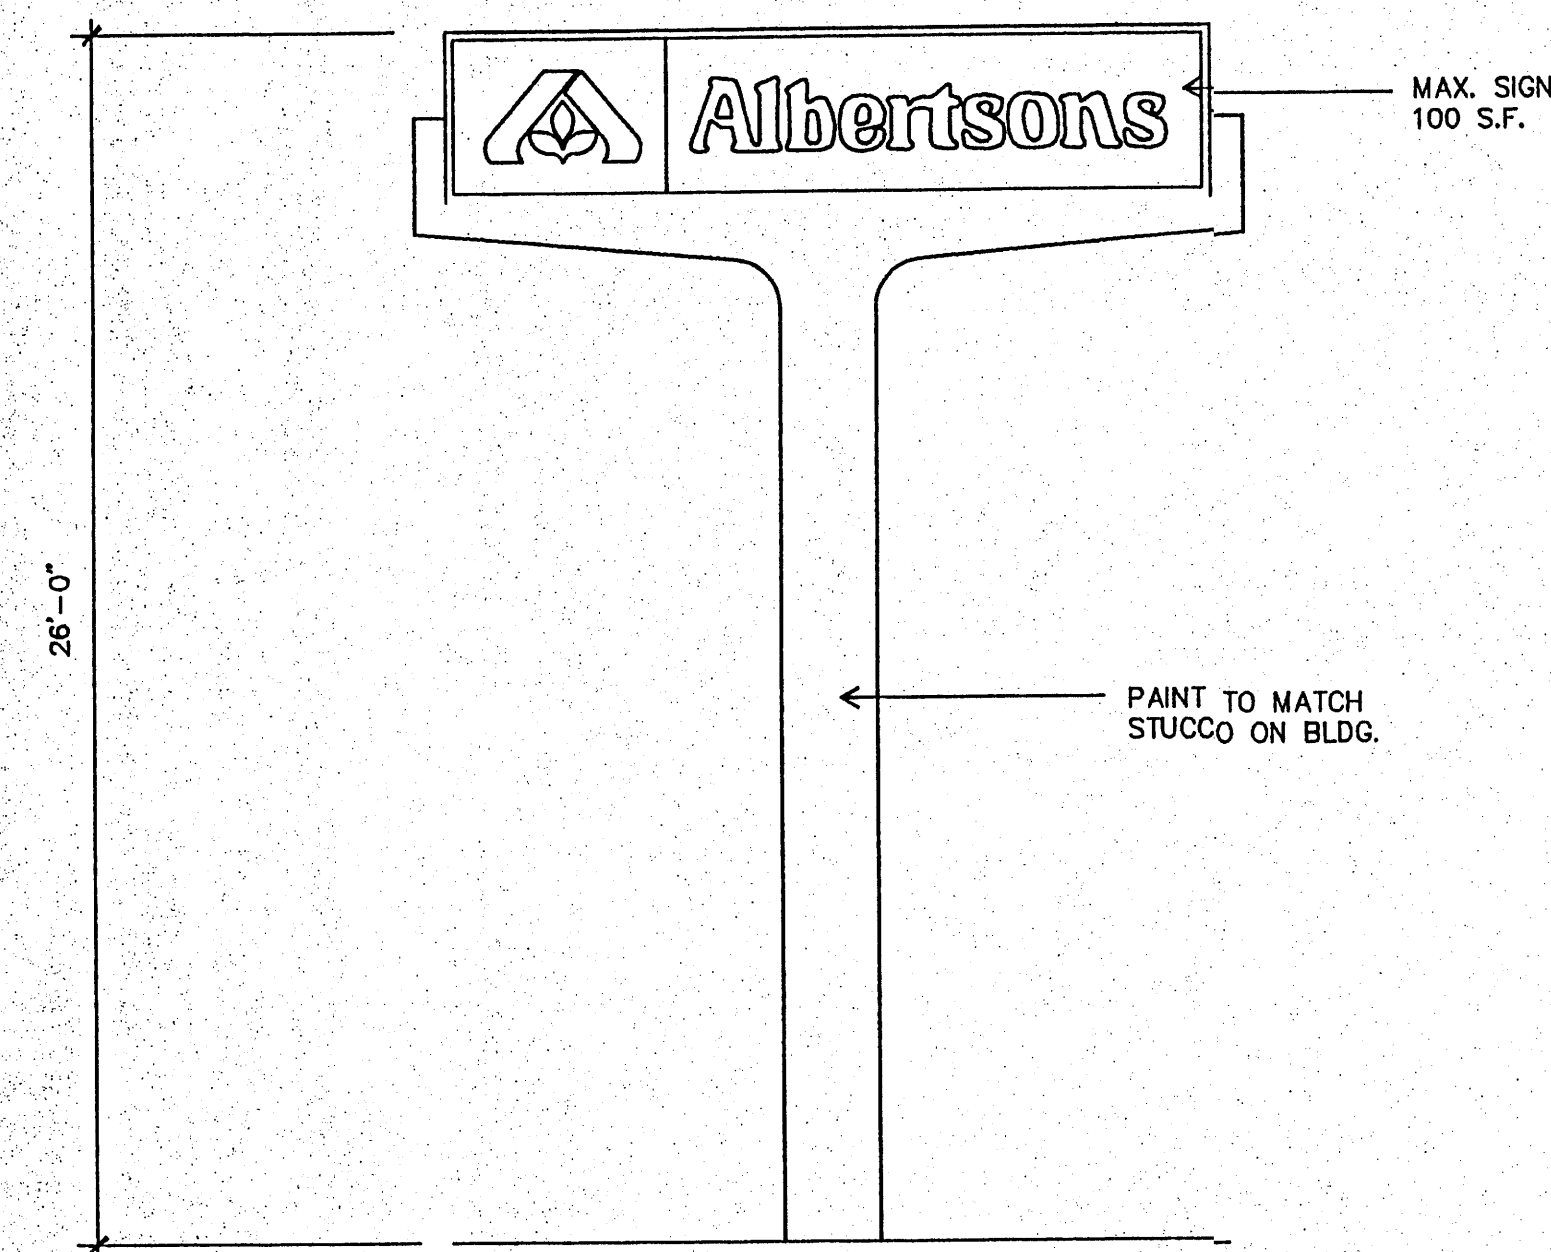 Albertsons
MAX. SIGN
100 S.F.
26'-0"
PAINT TO MATCH
STUCCO ON BLDG.